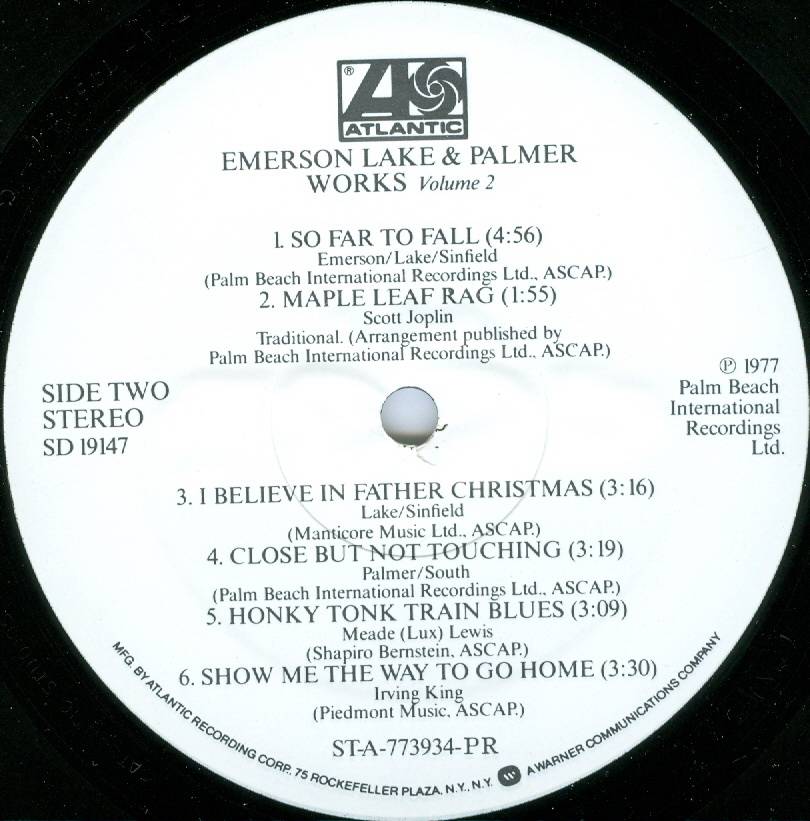 ®
ATLANTIC
EMERSON LAKE & PALMER
WORKS Volume 2
1. SO FAR TO FALL (4:56)
Emerson/Lake/Sinfield
(Palm Beach International Recordings Ltd., ASCAP.)
2. MAPLE LEAF RAG (1:55)
Scott Joplin
Traditional. (Arrangement published by
Palm Beach International Recordings Ltd., ASCAP.)
SIDE TWO
STEREO
SD 19147
℗ 1977
Palm Beach
International
Recordings
Ltd.
3. I BELIEVE IN FATHER CHRISTMAS (3:16)
Lake/Sinfield
(Manticore Music Ltd., ASCAP.)
4. CLOSE BUT NOT TOUCHING (3:19)
Palmer/South
(Palm Beach International Recordings Ltd., ASCAP.)
5. HONKY TONK TRAIN BLUES (3:09)
Meade (Lux) Lewis
(Shapiro Bernstein, ASCAP.)
6. SHOW ME THE WAY TO GO HOME (3:30)
Irving King
(Piedmont Music, ASCAP.)
ST-A-773934-PR
MFG. BY ATLANTIC RECORDING CORP., 75 ROCKEFELLER PLAZA, N.Y., N.Y. A WARNER COMMUNICATIONS COMPANY